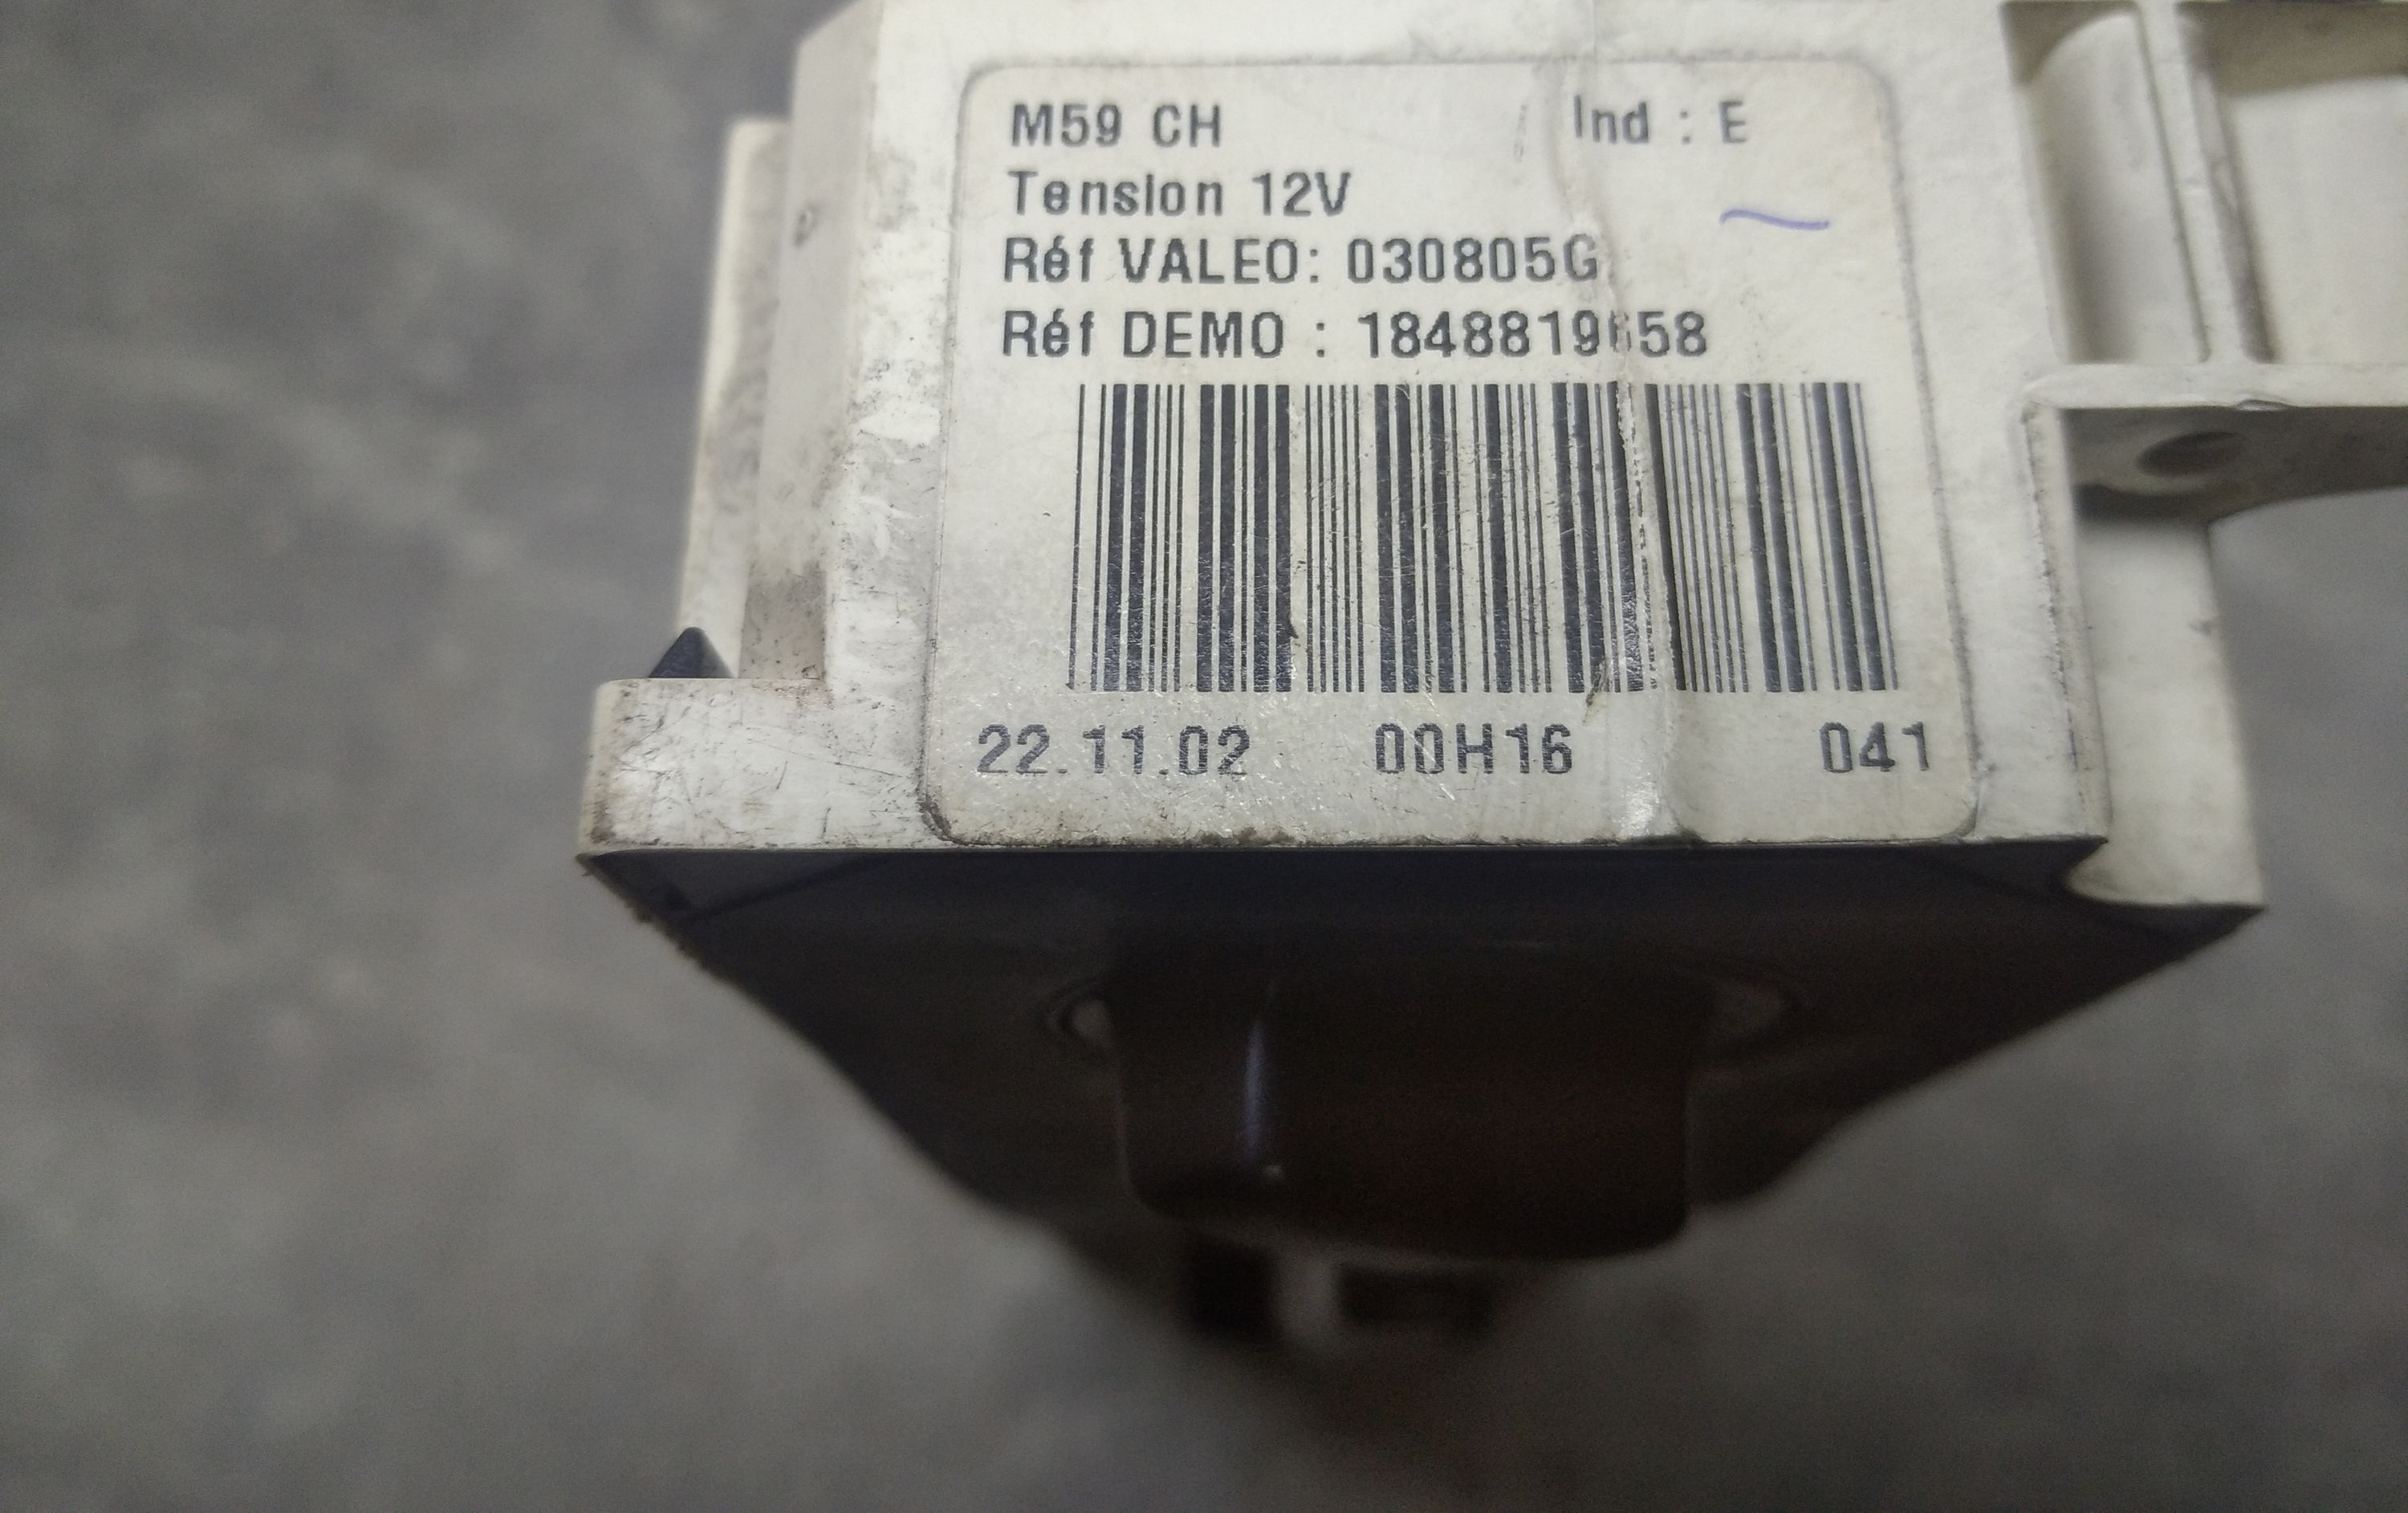 M59 CH Ind : E
Tension 12V
Réf VALEO: 030805G
Réf DEMO : 1848819658
22.11.02 00H16 041